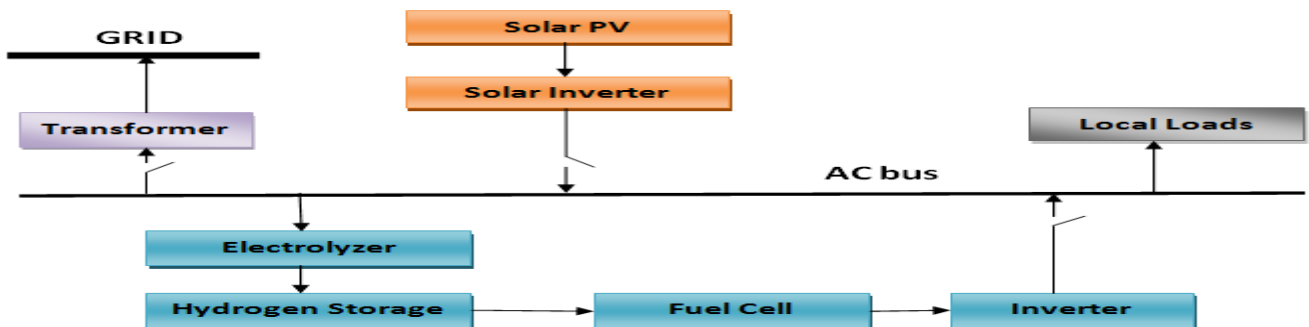 Solar PV
GRID
Solar Inverter
Transformer
Local Loads
AC bus
Electrolyzer
Hydrogen Storage
Fuel Cell
Inverter